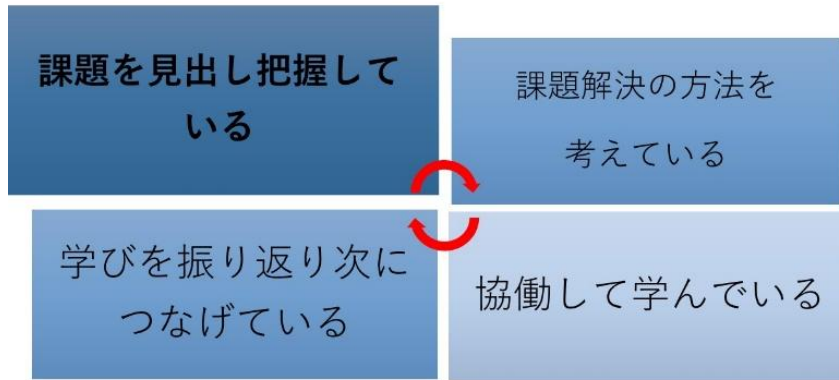 課題を見出し把握して
いる
課題解決の方法を
考えている
学びを振り返り次に
つなげている
協働して学んでいる